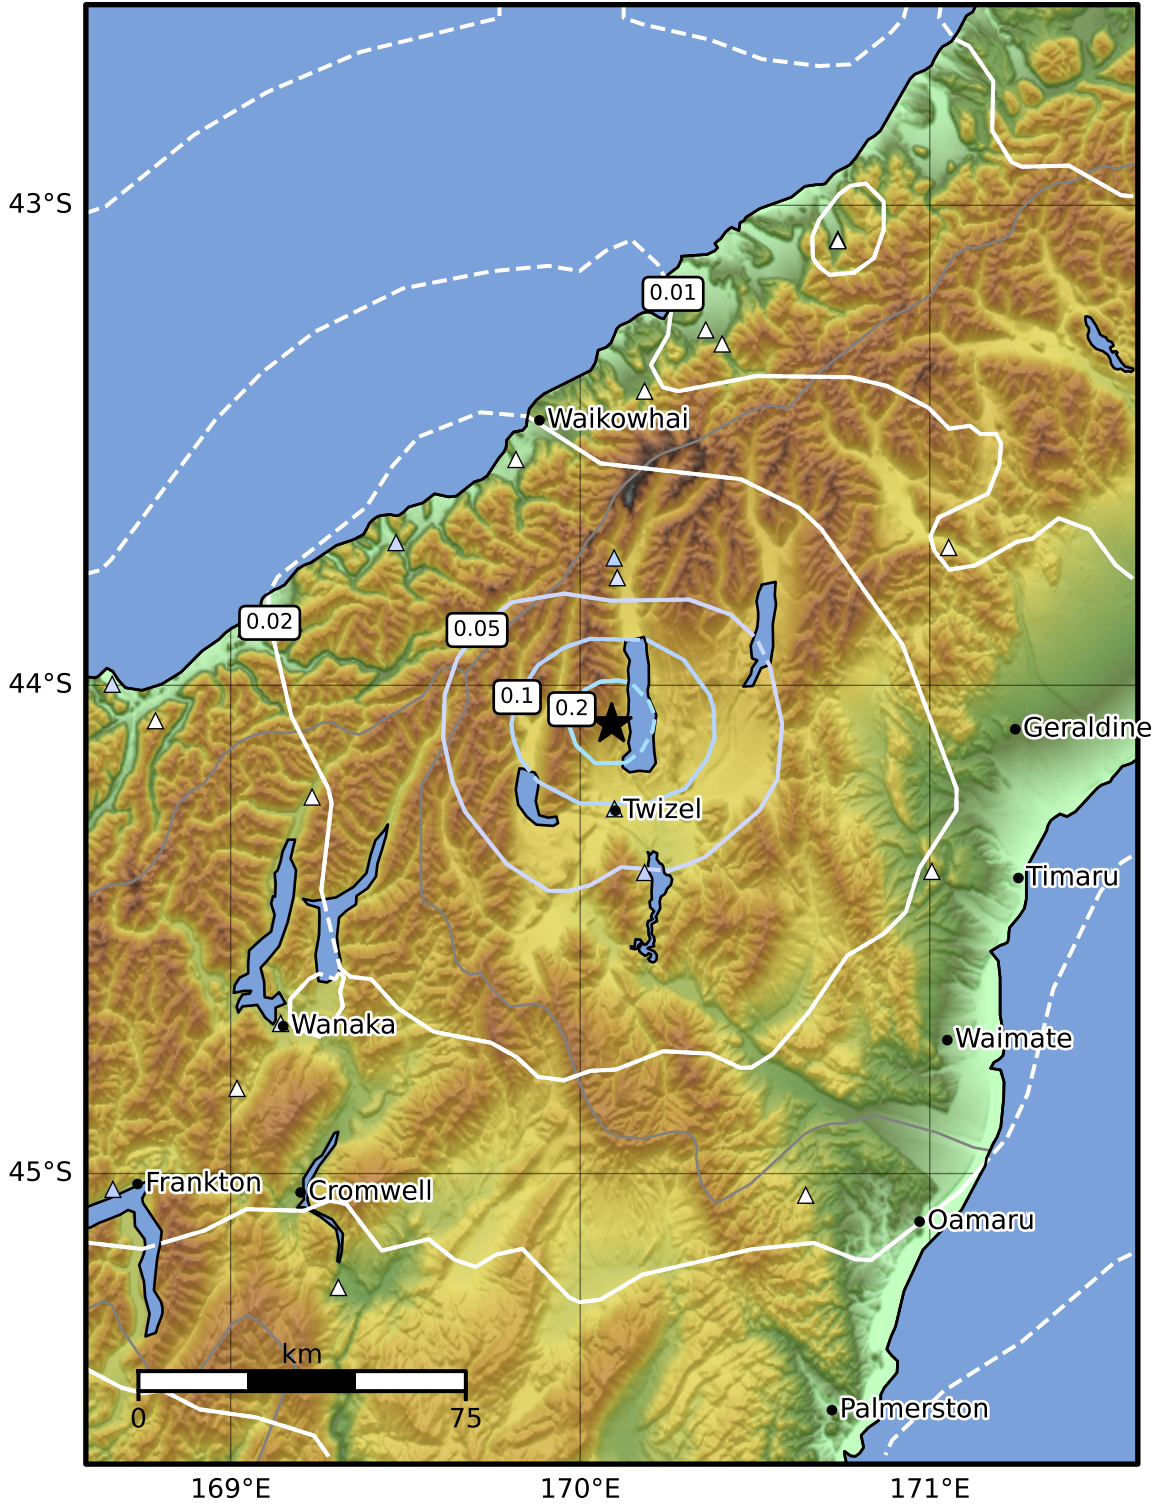 43°S
0.01
Waikowhai
0.02
0.05
44°S
0.1
0.2
Geraldine
Twizel
Timaru
Wanaka
Waimate
45°S
Frankton
Cromwell
Oamaru
km
0
75
Palmerston
169°E
170°E
171°E